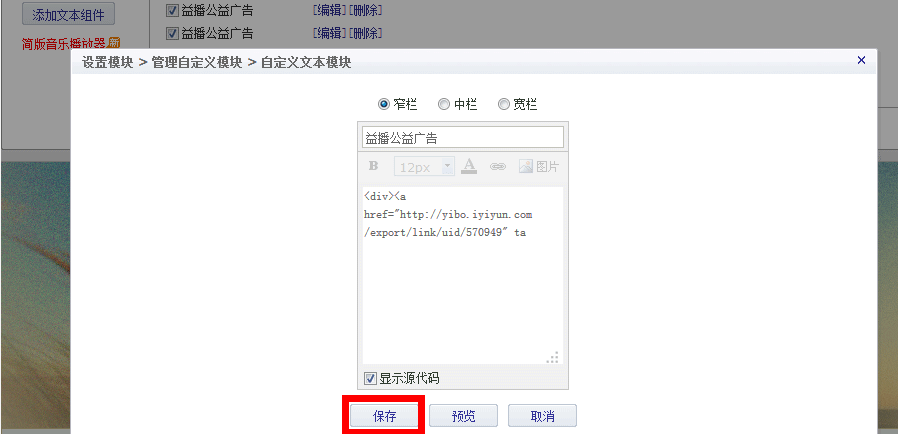 添加文本组件
益播公益广告 [编辑][删除]
益播公益广告 [编辑][删除]
简版音乐播放器
设置模块 > 管理自定义模块 > 自定义文本模块 ×
窄栏 中栏 宽栏
益播公益广告
B 12px A 图片
<div><a
href="http://yibo.iyiyun.com
/export/link/uid/570949" ta
显示源代码
保存 预览 取消